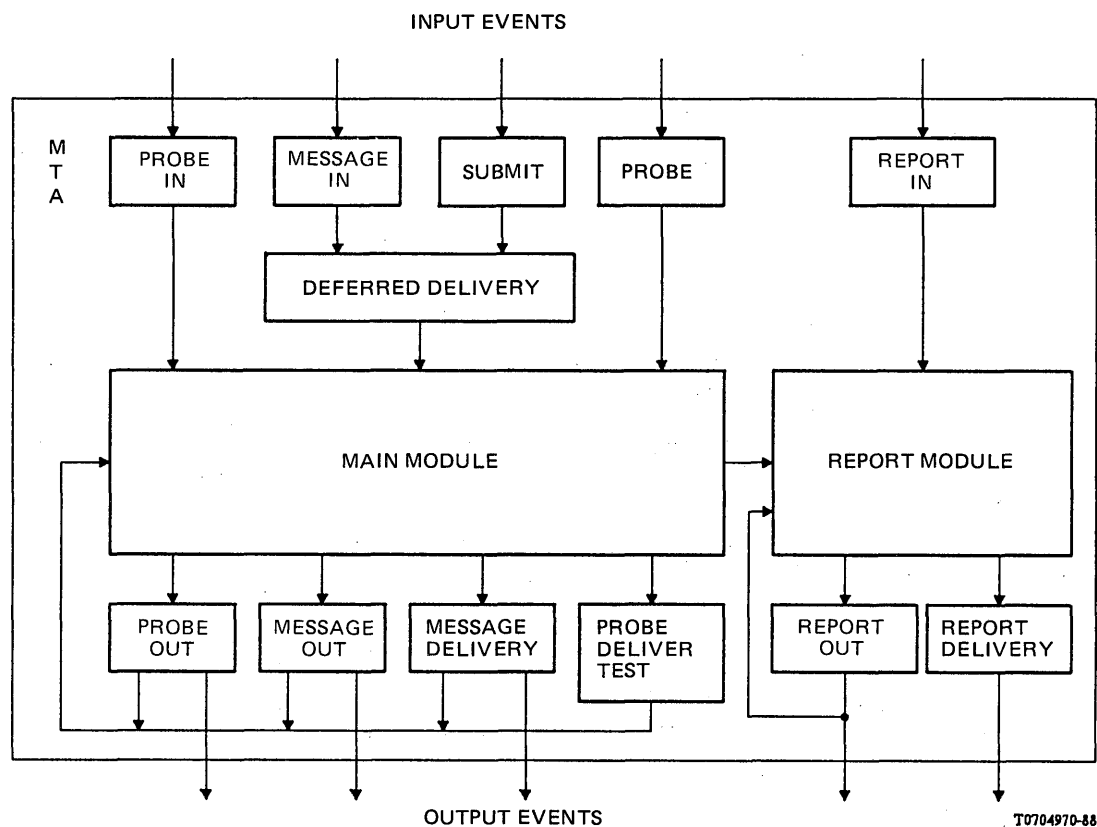 INPUT EVENTS
M
T
A
PROBE
IN
MESSAGE
IN
SUBMIT
PROBE
REPORT
IN
DEFERRED DELIVERY
MAIN MODULE
REPORT MODULE
PROBE
OUT
MESSAGE
OUT
MESSAGE
DELIVERY
PROBE
DELIVER
TEST
REPORT
OUT
REPORT
DELIVERY
OUTPUT EVENTS
T0704970-88